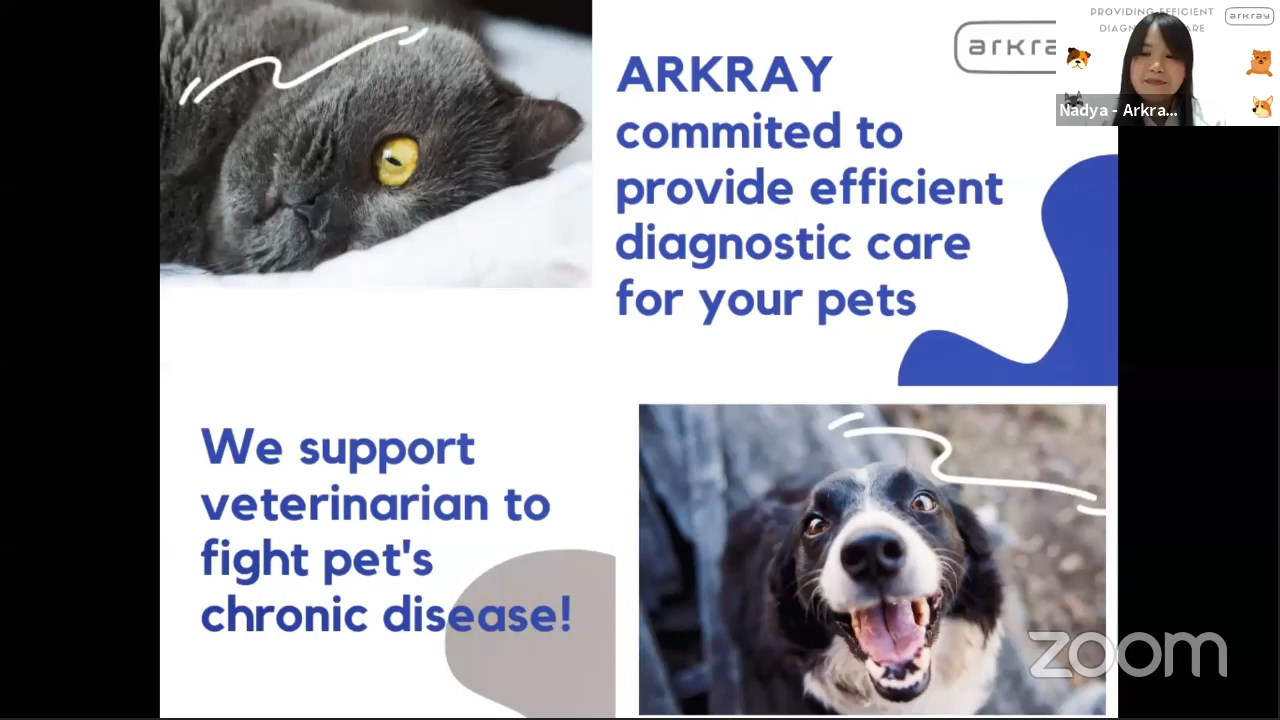 ARKRAY
commited to
provide efficient
diagnostic care
for your pets
arkra
PROVIDING EFFICIENT
arkray
Nadya - Arkra...
We support
veterinarian to
fight pet's
chronic disease!
zoom